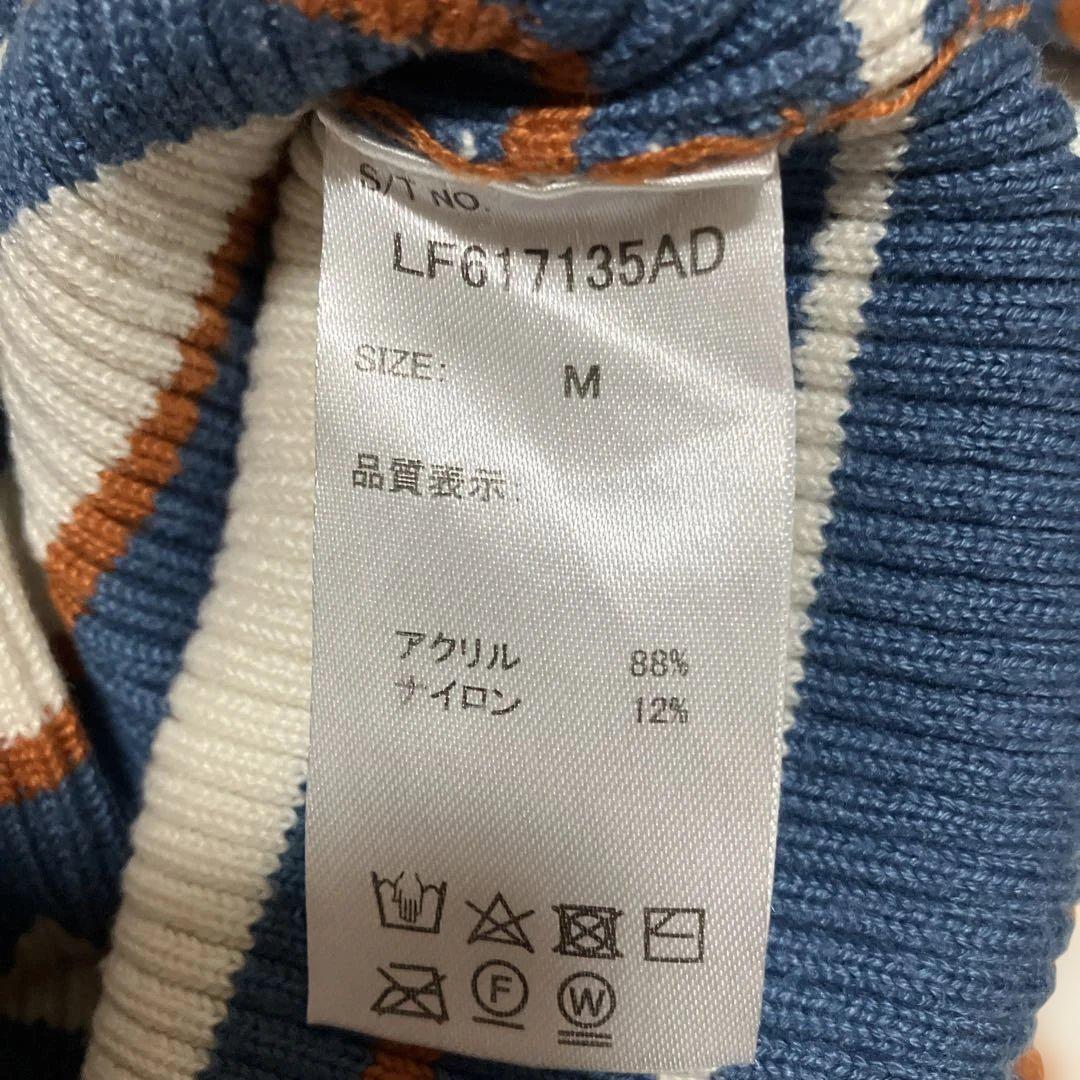 S/T NO.
LF617135AD
SIZE: M
品質表示:
アクリル 88%
ナイロン 12%
F W